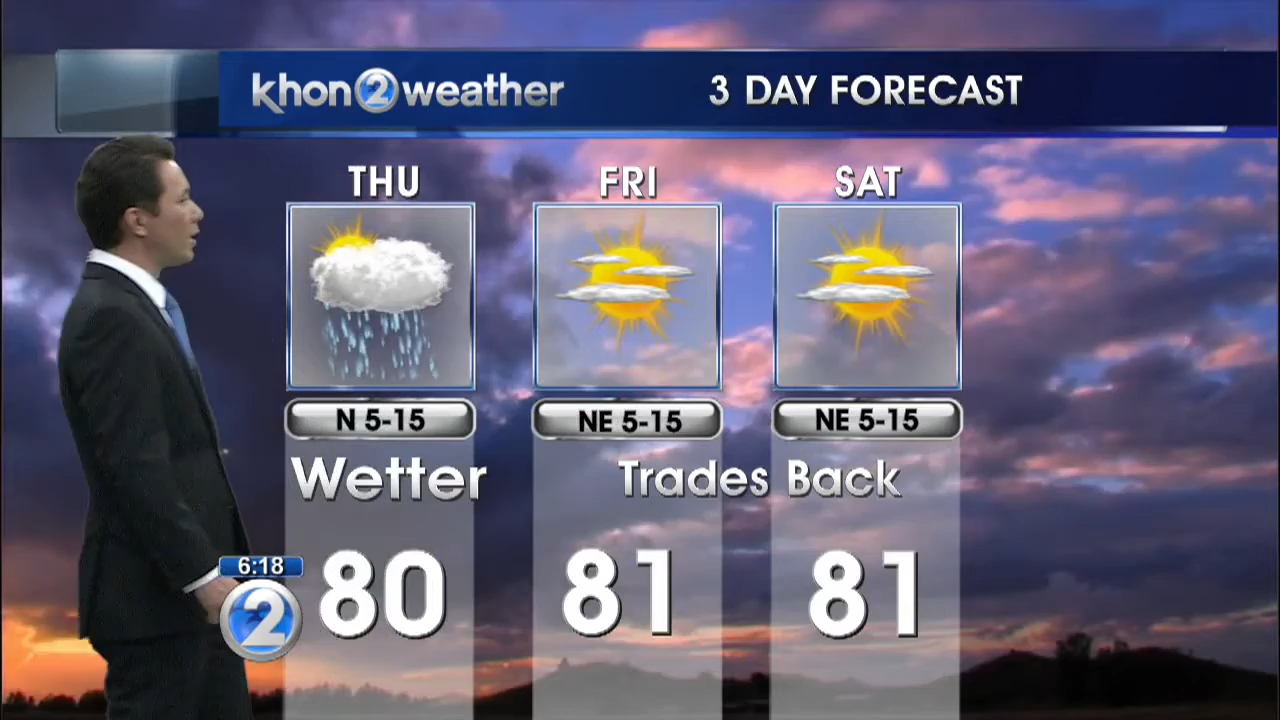 khon2weather
3 DAY FORECAST
THU
FRI
SAT
N 5-15
NE 5-15
NE 5-15
Wetter
Trades Back
80
81
81
6:18
2